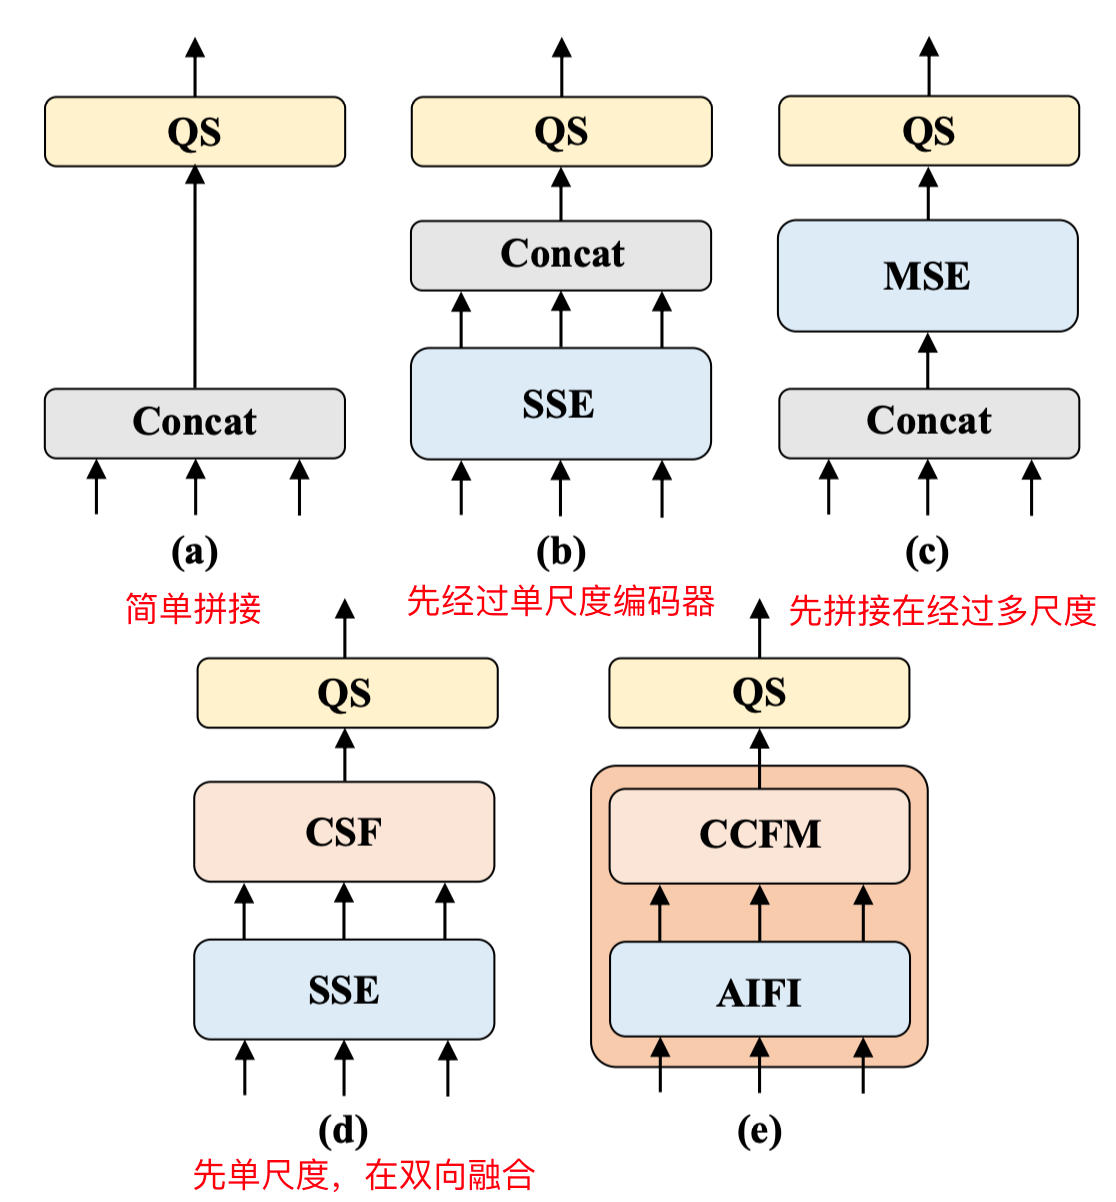 QS
QS
QS
Concat
MSE
Concat
SSE
Concat
(a)
(b)
(c)
简单拼接
先经过单尺度编码器
先拼接在经过多尺度
QS
QS
CSF
CCFM
SSE
AIFI
(d)
(e)
先单尺度，在双向融合